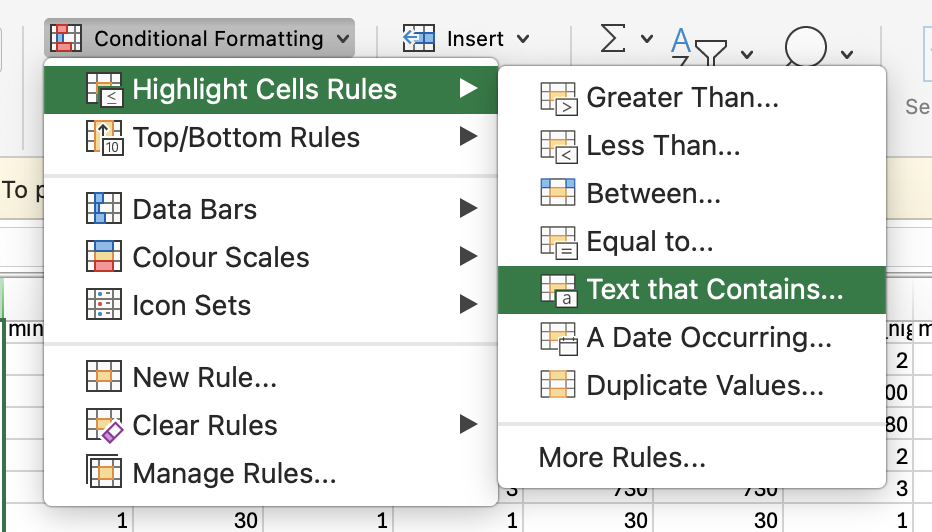 Conditional Formatting
Insert
Se
Highlight Cells Rules
Top/Bottom Rules
Data Bars
Colour Scales
Icon Sets
New Rule...
Clear Rules
Manage Rules...
Greater Than...
Less Than...
Between...
Equal to...
Text that Contains...
A Date Occurring...
Duplicate Values...
More Rules...
To p
min
_nig m
2
00
80
2
3 730 730 3
1 30 1 1 30 30 1